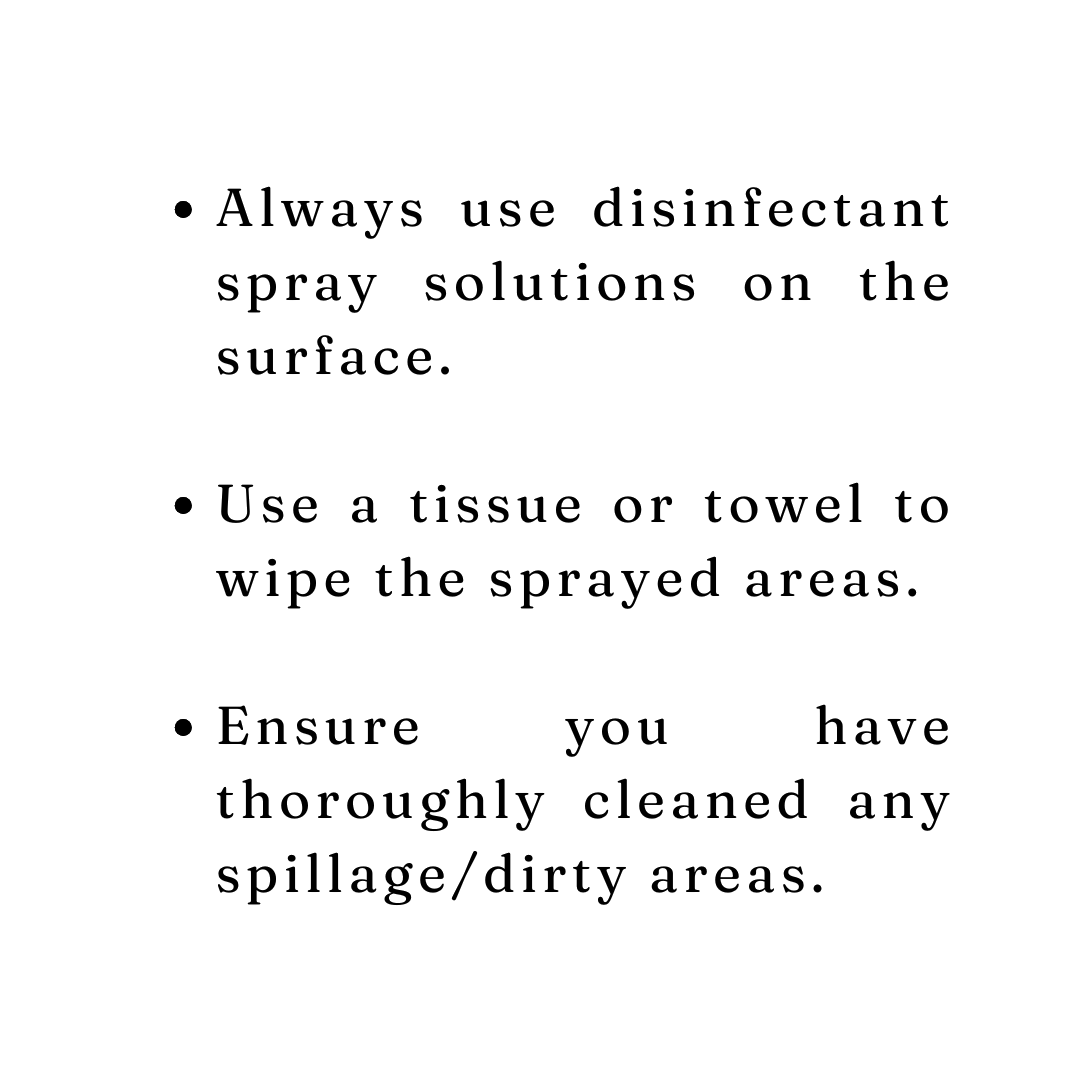 • Always use disinfectant
spray solutions on the
surface.
• Use a tissue or towel to
wipe the sprayed areas.
• Ensure you have
thoroughly cleaned any
spillage/dirty areas.